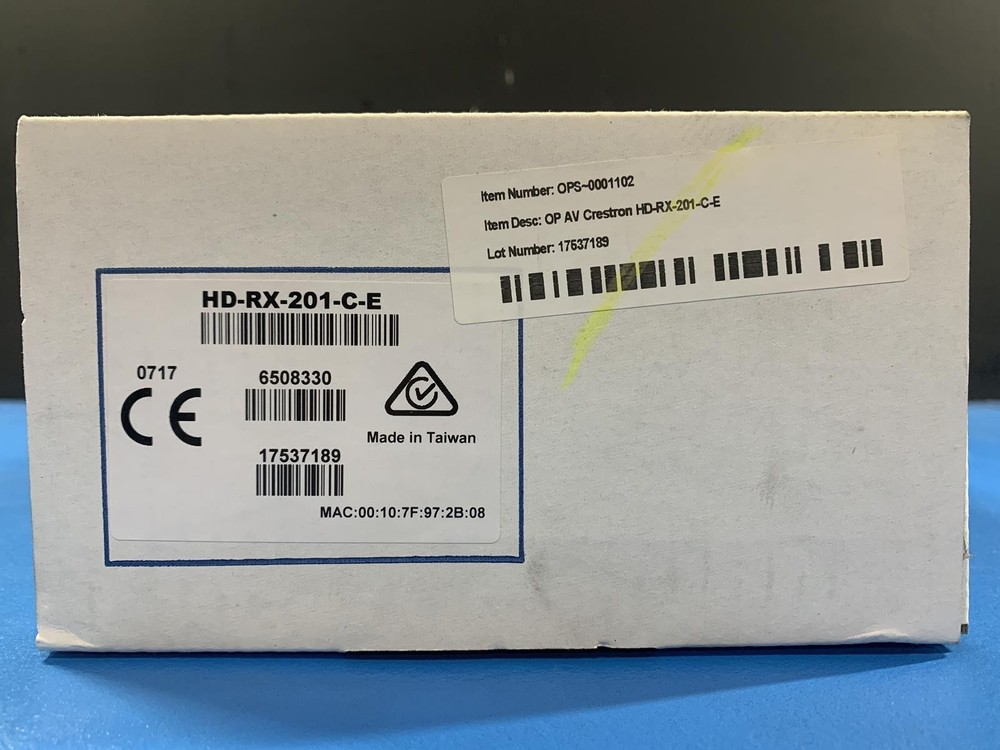 Item Number: OPS~0001102
Item Desc: OP AV Crestron HD-RX-201-C-E
Lot Number: 17537189
HD-RX-201-C-E
0717
6508330
CE
Made in Taiwan
17537189
MAC:00:10:7F:97:2B:08